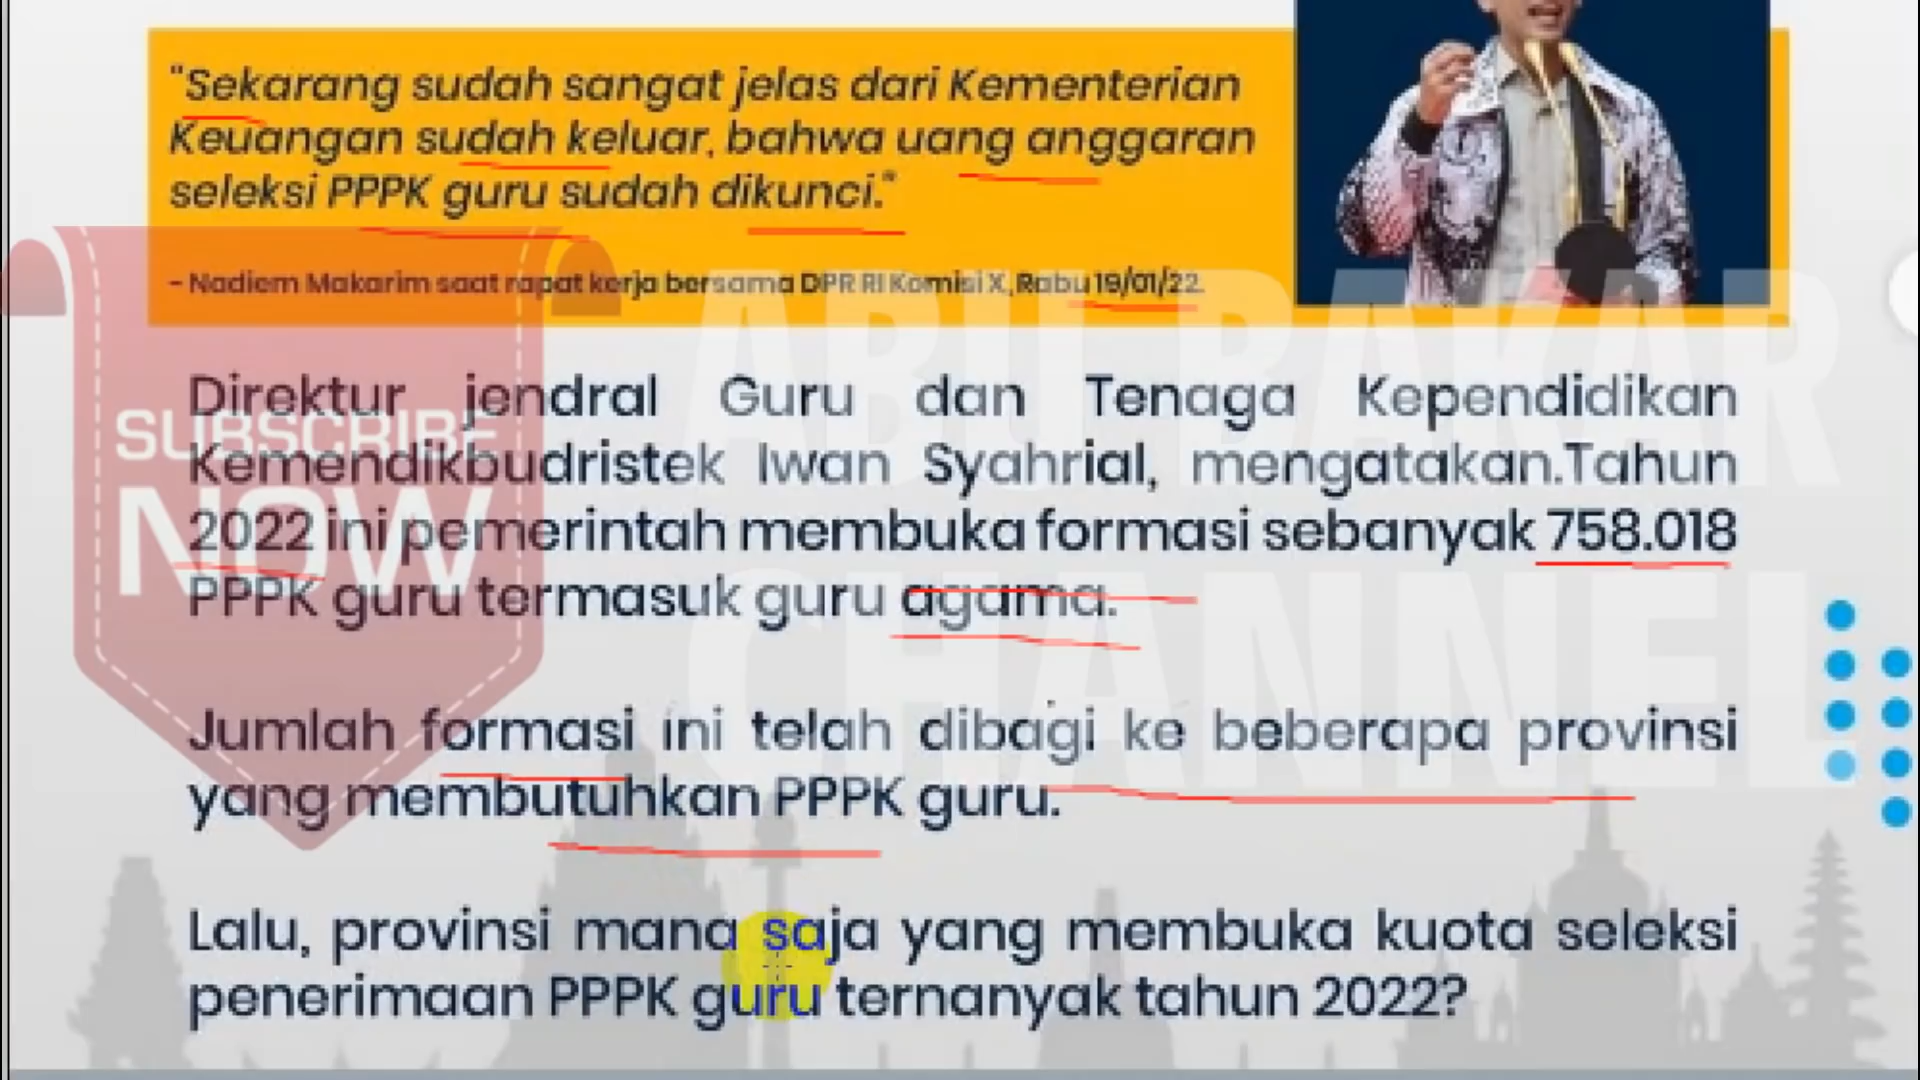 "Sekarang sudah sangat jelas dari Kementerian
Keuangan sudah keluar, bahwa uang anggaran
seleksi PPPK guru sudah dikunci."
- Nadiem Makarim saat rapat kerja bersama DPR RI Komisi X, Rabu 19/01/22.
ABU BAKAR
CHANNEL
SUBSCRIBE
NOW
Direktur jendral Guru dan Tenaga Kependidikan
Kemendikbudristek Iwan Syahrial, mengatakan.Tahun
2022 ini pemerintah membuka formasi sebanyak 758.018
PPPK guru termasuk guru agama.
Jumlah formasi ini telah dibagi ke beberapa provinsi
yang membutuhkan PPPK guru.
Lalu, provinsi mana saja yang membuka kuota seleksi
penerimaan PPPK guru ternanyak tahun 2022?